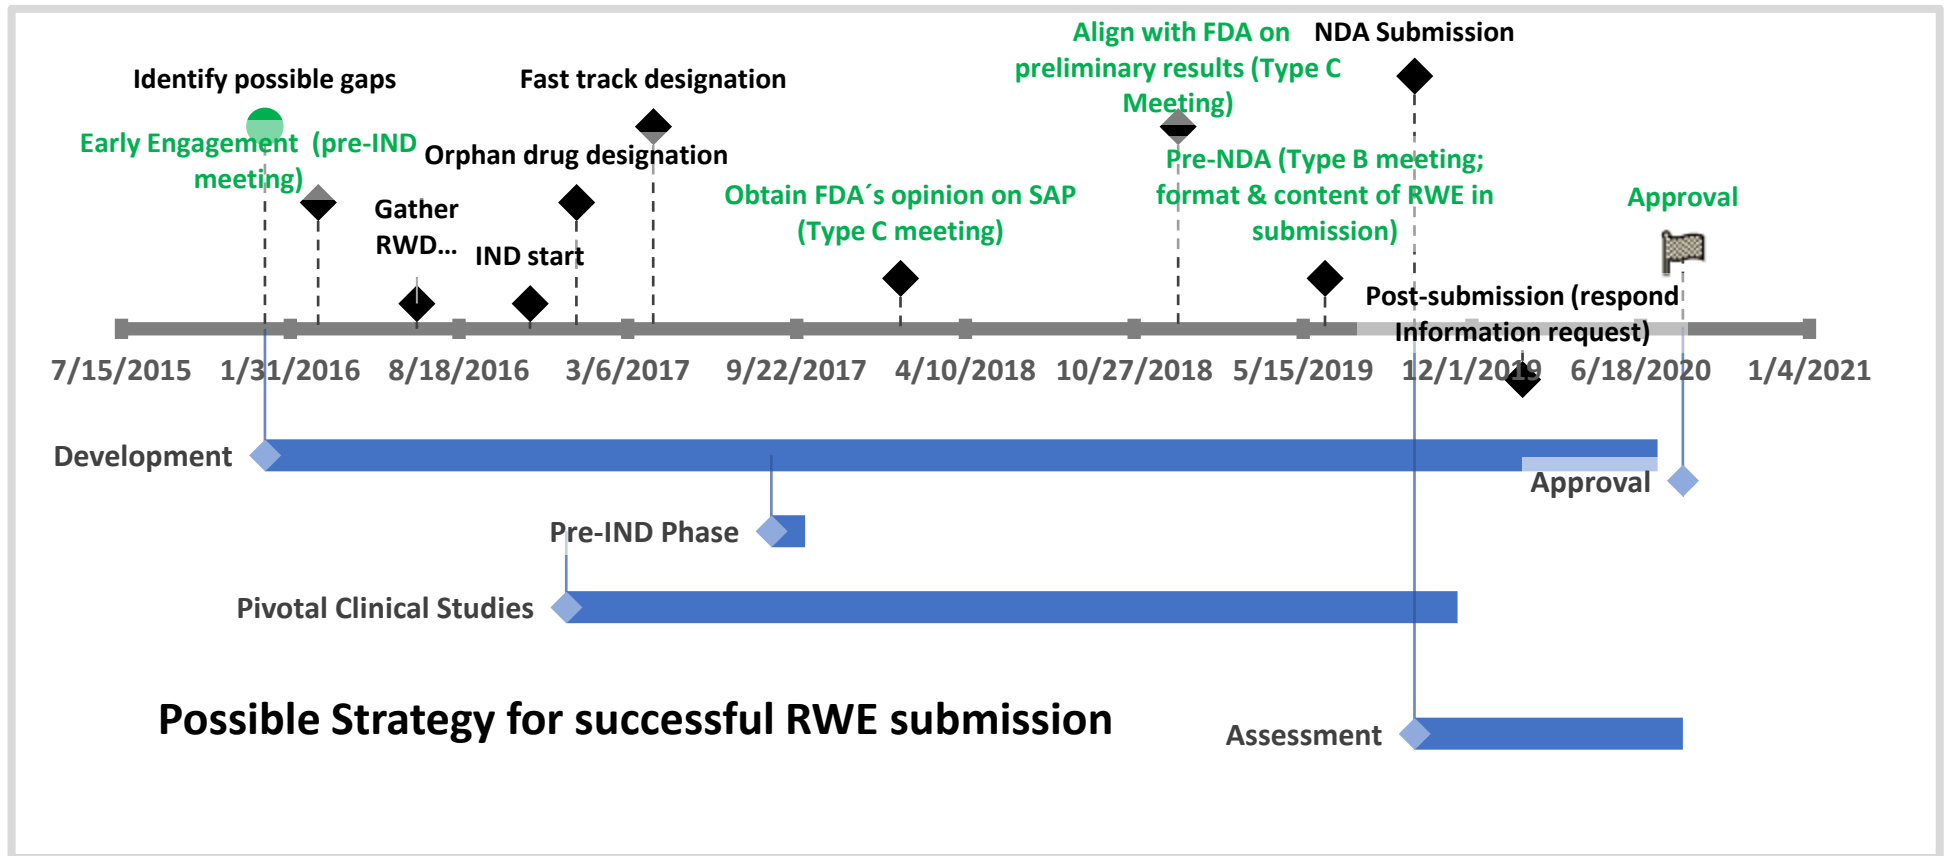 Identify possible gaps
Early Engagement (pre-IND
meeting)
Gather
RWD...
IND start
Orphan drug designation
Fast track designation
Obtain FDA´s opinion on SAP
(Type C meeting)
Align with FDA on
preliminary results (Type C
Meeting)
Pre-NDA (Type B meeting;
format & content of RWE in
submission)
NDA Submission
Post-submission (respond
Information request)
Approval
7/15/2015 1/31/2016 8/18/2016 3/6/2017 9/22/2017 4/10/2018 10/27/2018 5/15/2019 12/1/2019 6/18/2020 1/4/2021
Development
Approval
Pre-IND Phase
Pivotal Clinical Studies
Possible Strategy for successful RWE submission
Assessment